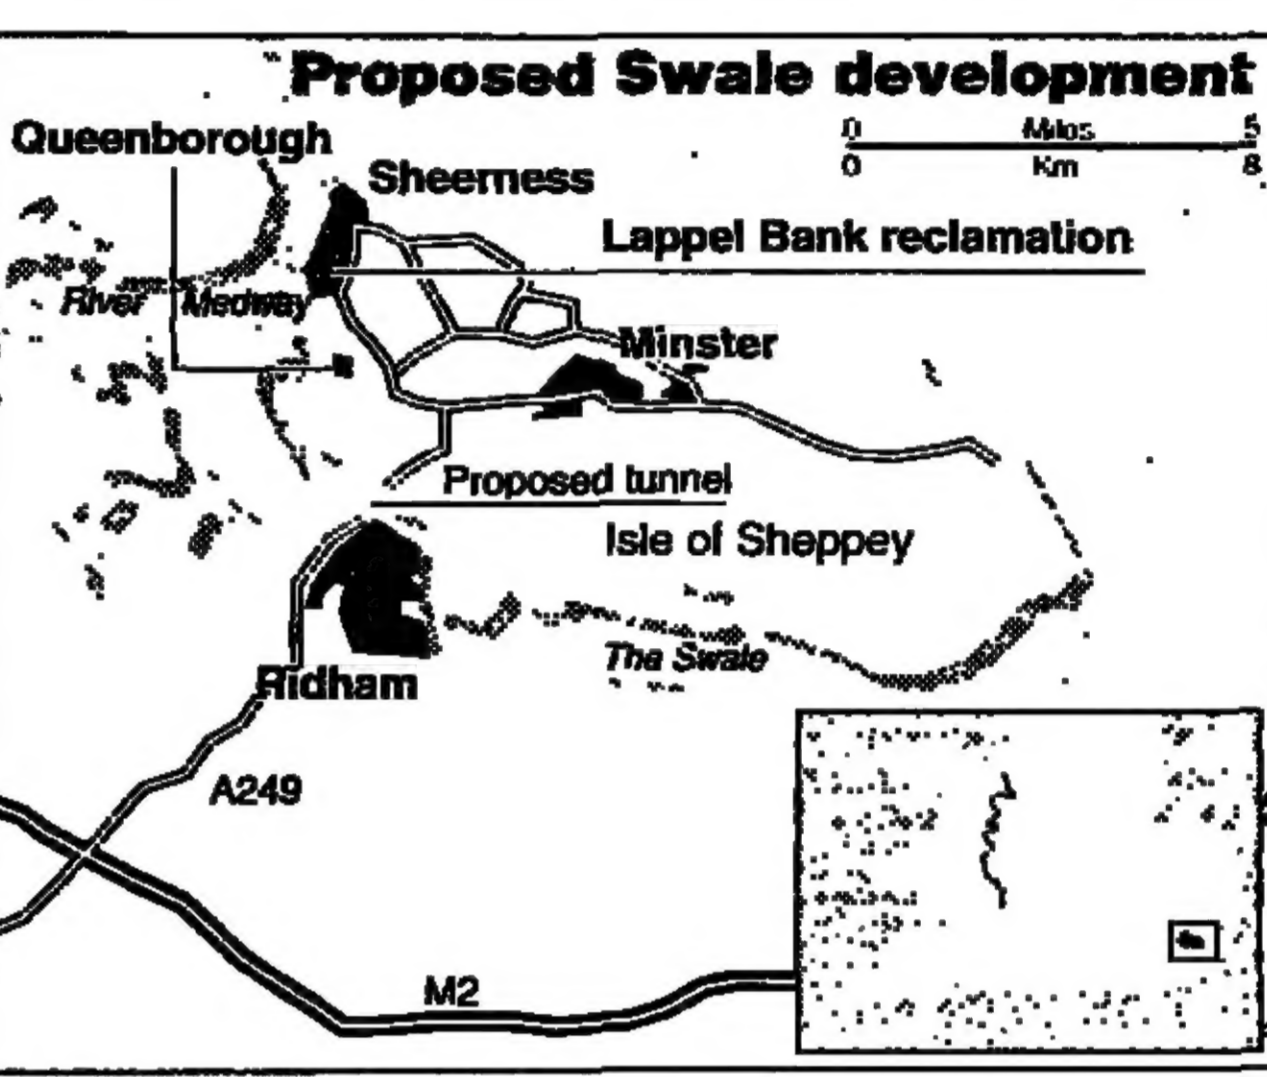 Proposed Swale development
0 Miles 5
0 Km 8
Queenborough
Sheerness
Lappel Bank reclamation
River Medway
Minster
Proposed tunnel
Isle of Sheppey
The Swale
Ridham
A249
M2